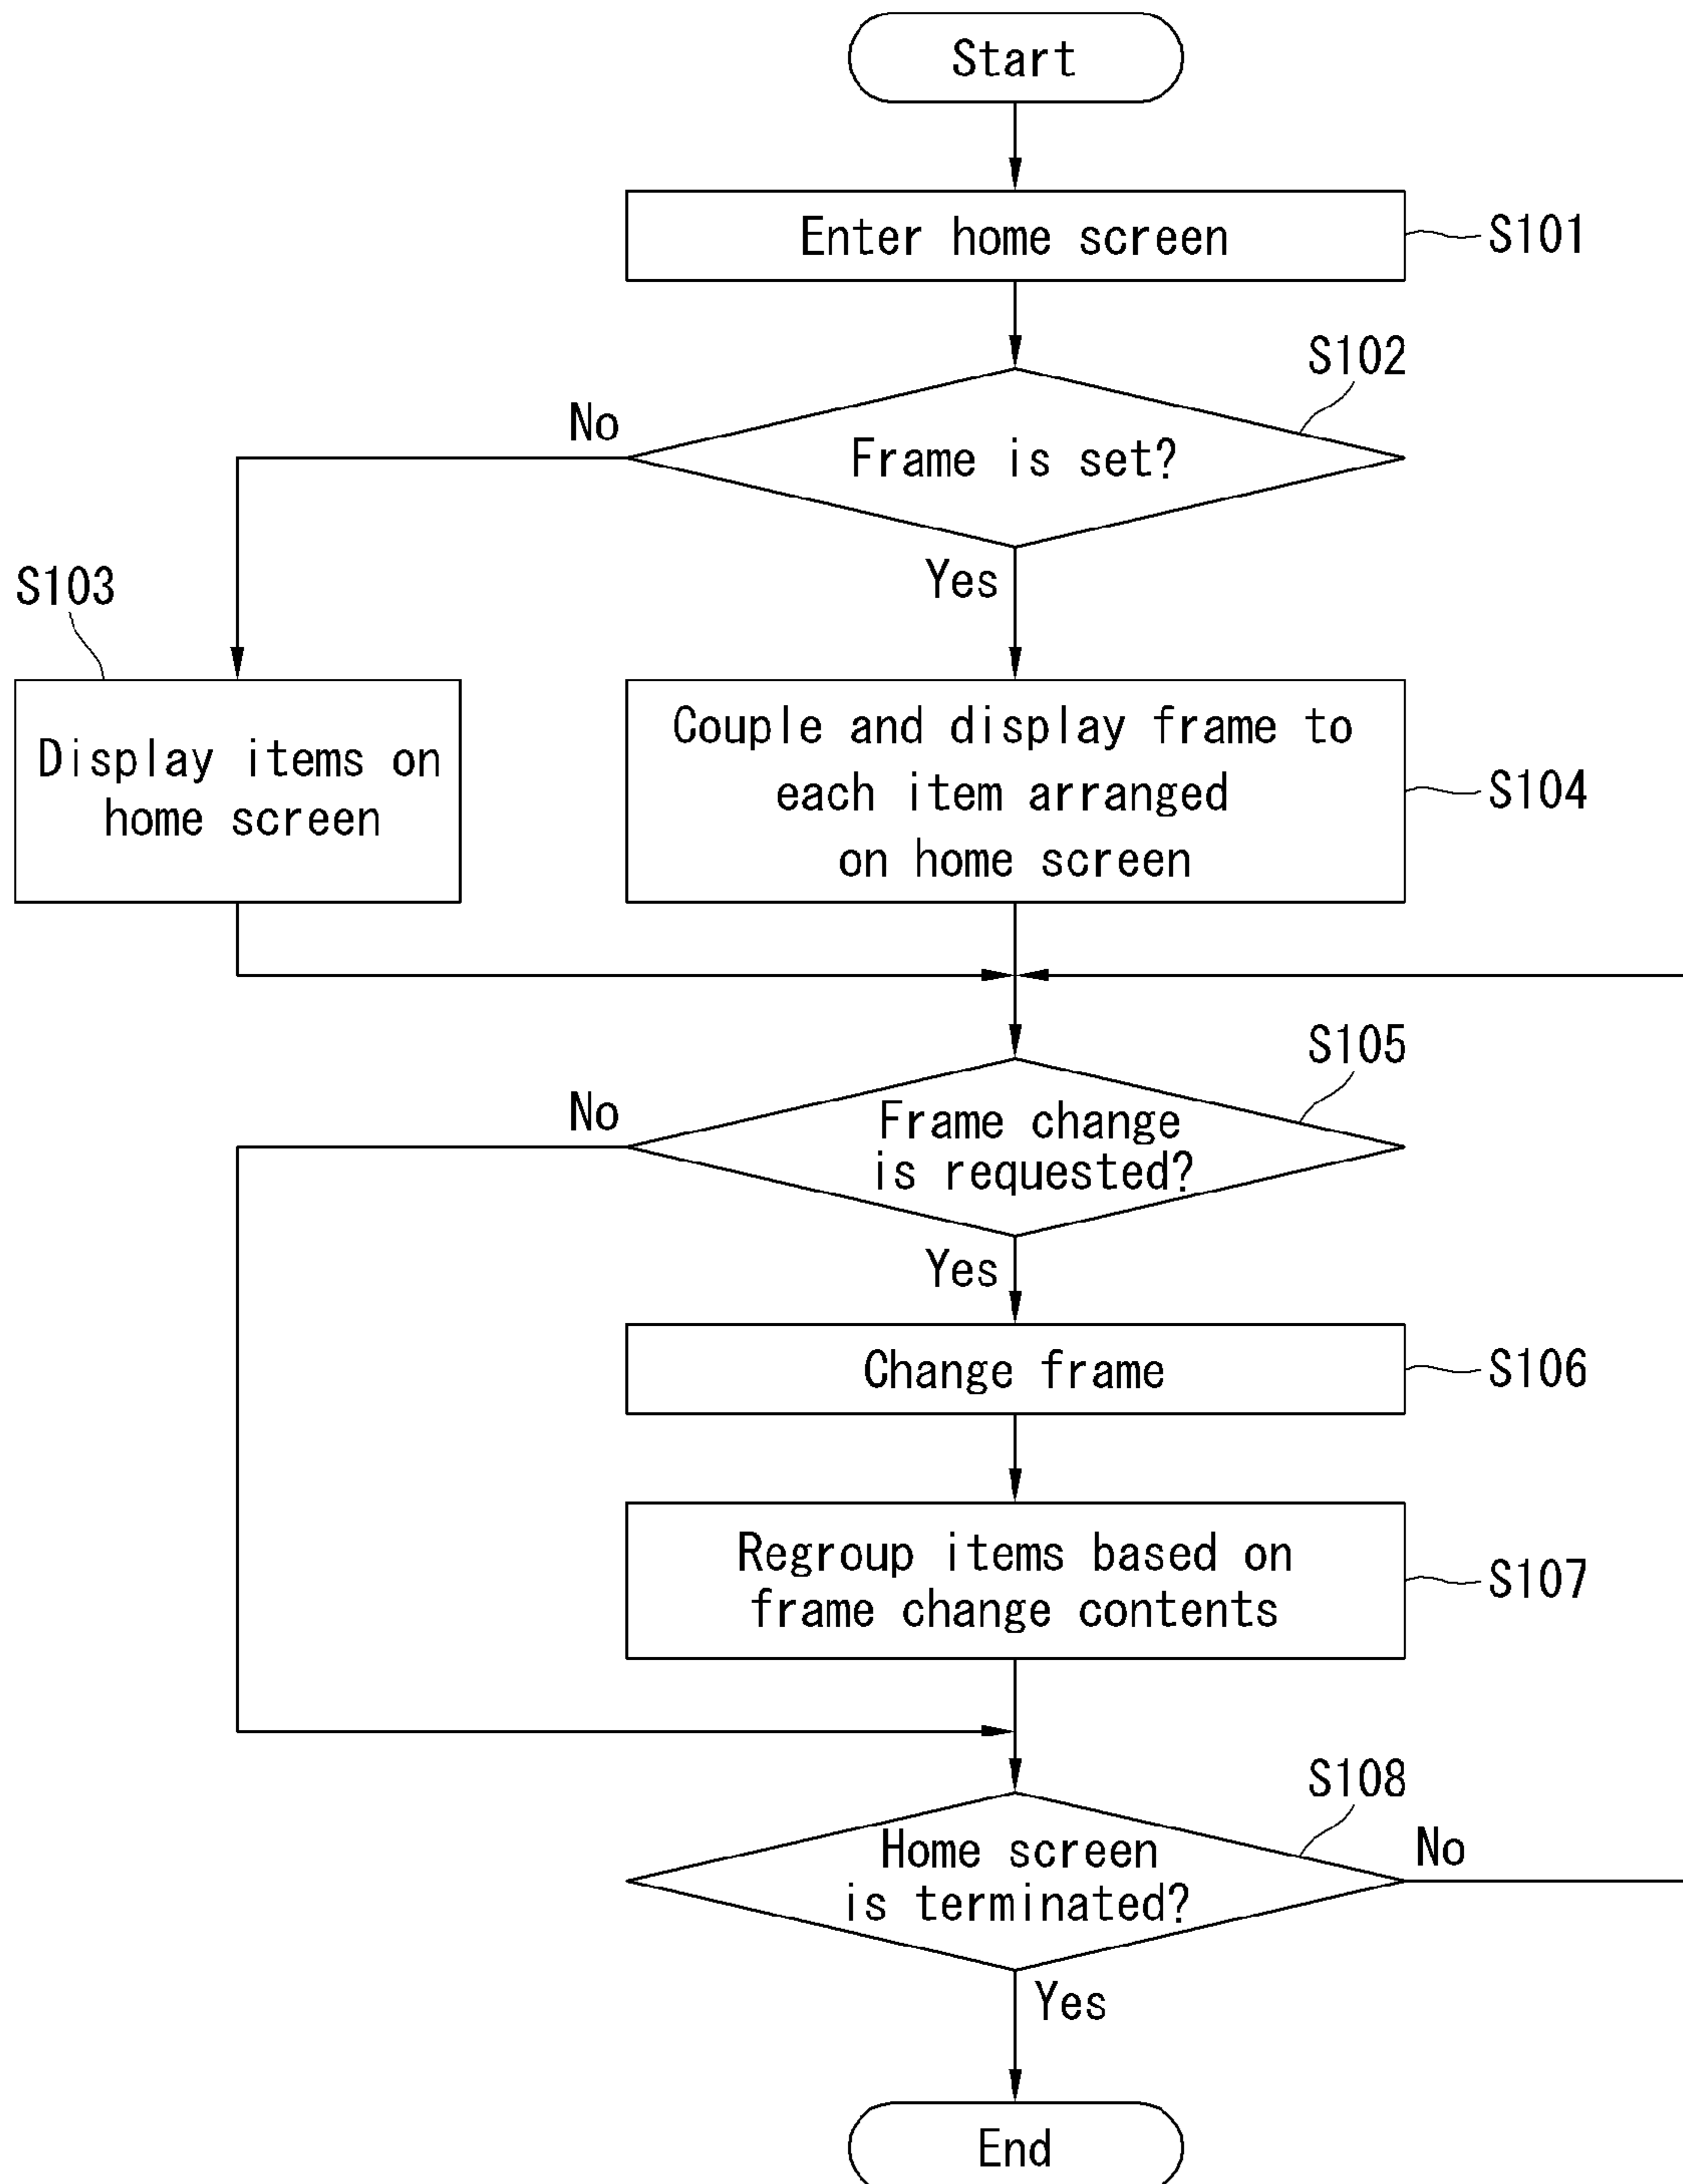 Start
Enter home screen
S101
S102
No
Frame is set?
Yes
S103
Display items on
home screen
Couple and display frame to
each item arranged
on home screen
S104
S105
No
Frame change
is requested?
Yes
Change frame
S106
Regroup items based on
frame change contents
S107
S108
Home screen
is terminated?
No
Yes
End